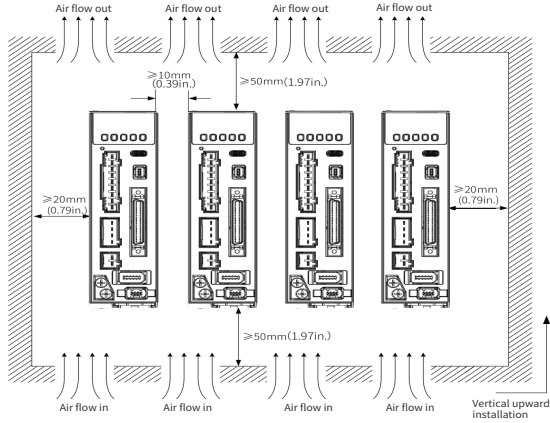 Air flow out
Air flow out
Air flow out
Air flow out
≥10mm
(0.39in.)
≥50mm(1.97in.)
≥20mm
(0.79in.)
≥20mm
(0.79in.)
≥50mm(1.97in.)
Air flow in
Air flow in
Air flow in
Air flow in
Vertical upward
installation